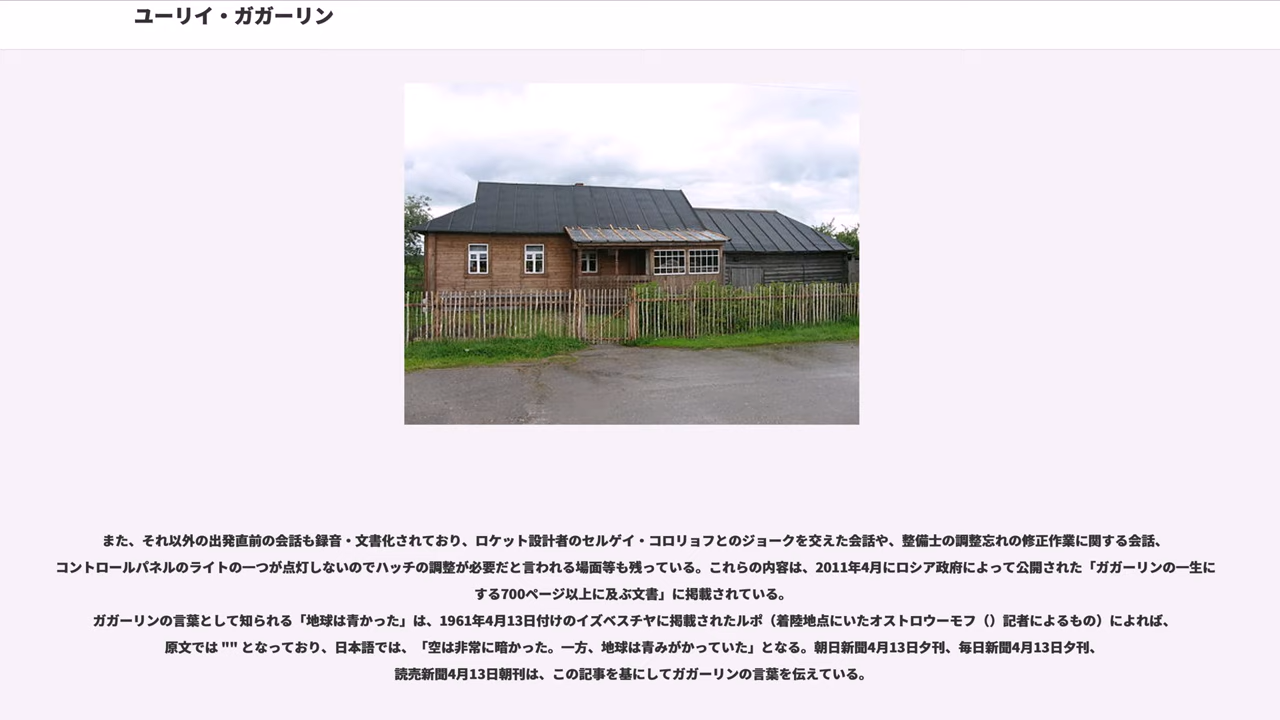 ユーリイ・ガガーリン
また、それ以外の出発直前の会話も録音・文書化されており、ロケット設計者のセルゲイ・コロリョフとのジョークを交えた会話や、整備士の調整忘れの修正作業に関する会話、
コントロールパネルのライトの一つが点灯しないのでハッチの調整が必要だと言われる場面等も残っている。これらの内容は、2011年4月にロシア政府によって公開された「ガガーリンの一生に
する700ページ以上に及ぶ文書」に掲載されている。
ガガーリンの言葉として知られる「地球は青かった」は、1961年4月13日付けのイズベスチヤに掲載されたルポ（着陸地点にいたオストロウーモフ（）記者によるもの）によれば、
原文では "" となっており、日本語では、「空は非常に暗かった。一方、地球は青みがかっていた」となる。朝日新聞4月13日夕刊、毎日新聞4月13日夕刊、
読売新聞4月13日朝刊は、この記事を基にしてガガーリンの言葉を伝えている。